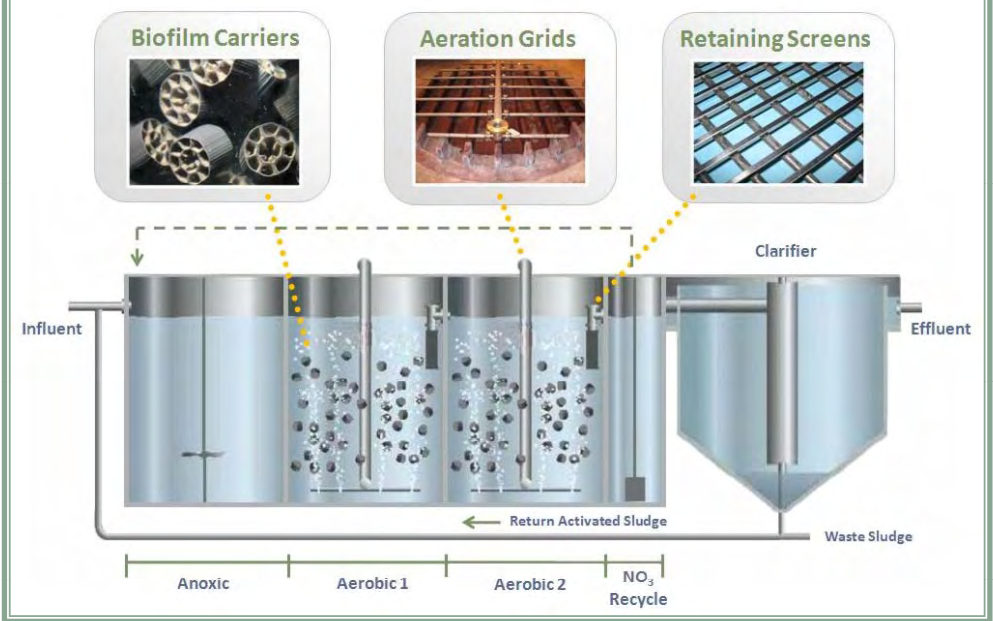 Biofilm Carriers
Aeration Grids
Retaining Screens
Clarifier
Influent
Effluent
Return Activated Sludge
Waste Sludge
Anoxic
Aerobic 1
Aerobic 2
NO₃
Recycle